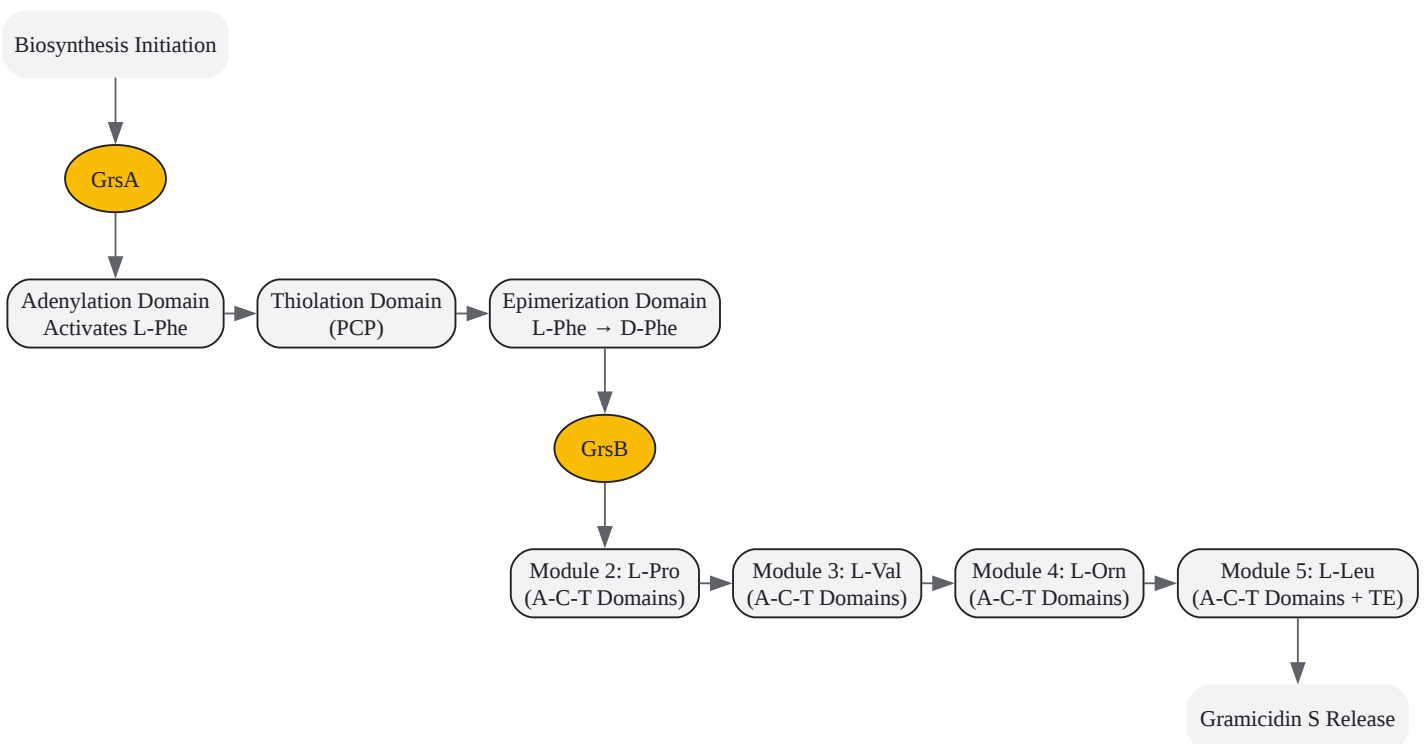 Biosynthesis Initiation
GrsA
Adenylation Domain
Activates L-Phe
Thiolation Domain
(PCP)
Epimerization Domain
L-Phe → D-Phe
GrsB
Module 2: L-Pro
(A-C-T Domains)
Module 3: L-Val
(A-C-T Domains)
Module 4: L-Orn
(A-C-T Domains)
Module 5: L-Leu
(A-C-T Domains + TE)
Gramicidin S Release